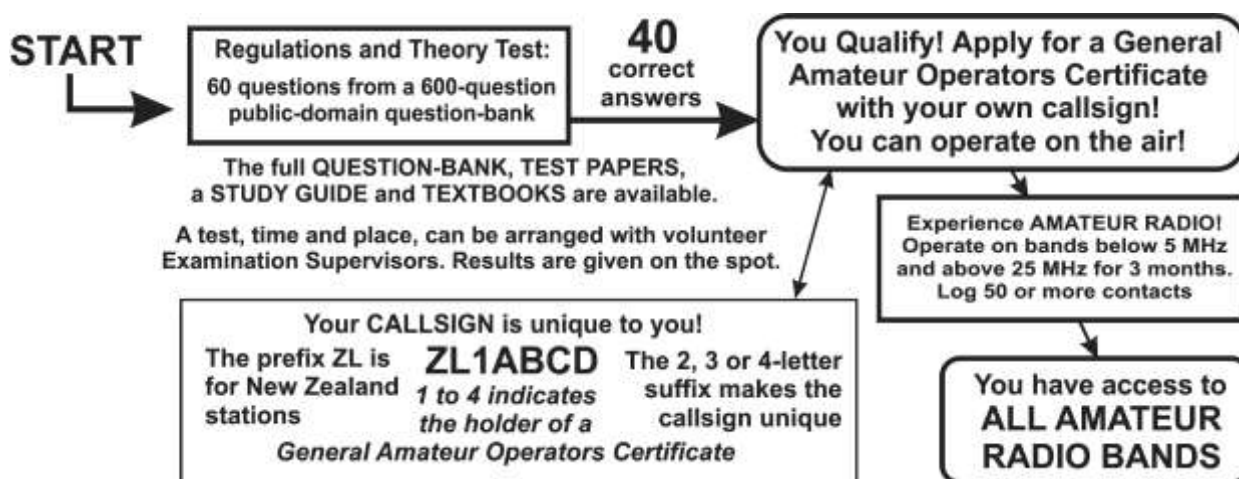 START
Regulations and Theory Test:
60 questions from a 600-question
public-domain question-bank
40
correct
answers
You Qualify! Apply for a General
Amateur Operators Certificate
with your own callsign!
You can operate on the air!
The full QUESTION-BANK, TEST PAPERS,
a STUDY GUIDE and TEXTBOOKS are available.
A test, time and place, can be arranged with volunteer
Examination Supervisors. Results are given on the spot.
Experience AMATEUR RADIO!
Operate on bands below 5 MHz
and above 25 MHz for 3 months.
Log 50 or more contacts
Your CALLSIGN is unique to you!
The prefix ZL is
for New Zealand
stations
ZL1ABCD
1 to 4 indicates
the holder of a
General Amateur Operators Certificate
The 2, 3 or 4-letter
suffix makes the
callsign unique
You have access to
ALL AMATEUR
RADIO BANDS